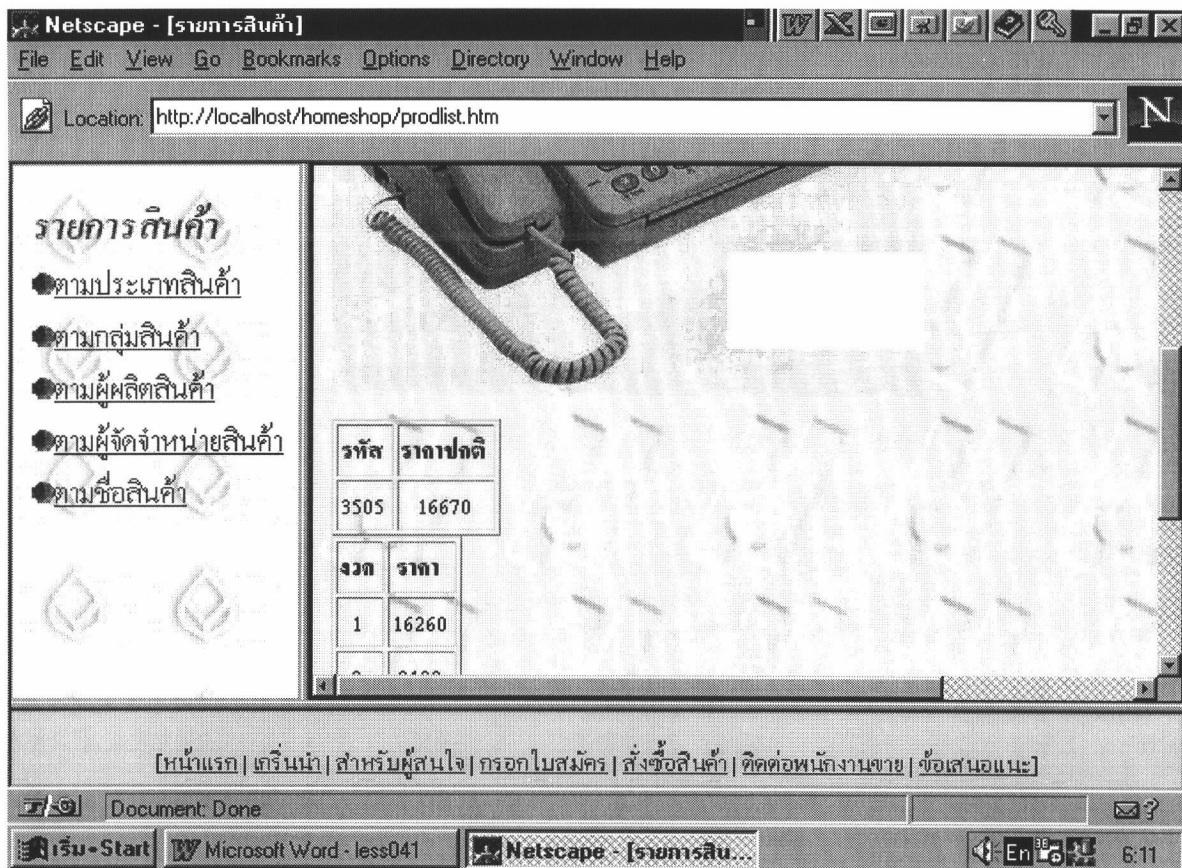 Netscape - [รายการสินค้า]
File Edit View Go Bookmarks Options Directory Window Help
Location: http://localhost/homeshop/prodlist.htm
N
รายการสินค้า
ตามประเภทสินค้า
ตามกลุ่มสินค้า
ตามผู้ผลิตสินค้า
ตามผู้จัดจำหน่ายสินค้า
ตามชื่อสินค้า
รหัส ราคาปกติ
3505 16670
งวด ราคา
1 16260
[หน้าแรก | เกริ่นนำ | สำหรับผู้สนใจ | กรอกใบสมัคร | สั่งซื้อสินค้า | ติดต่อพนักงานขาย | ข้อเสนอแนะ]
Document: Done
เริ่ม-Start Microsoft Word - less041 Netscape - [รายการสิน... En 6:11